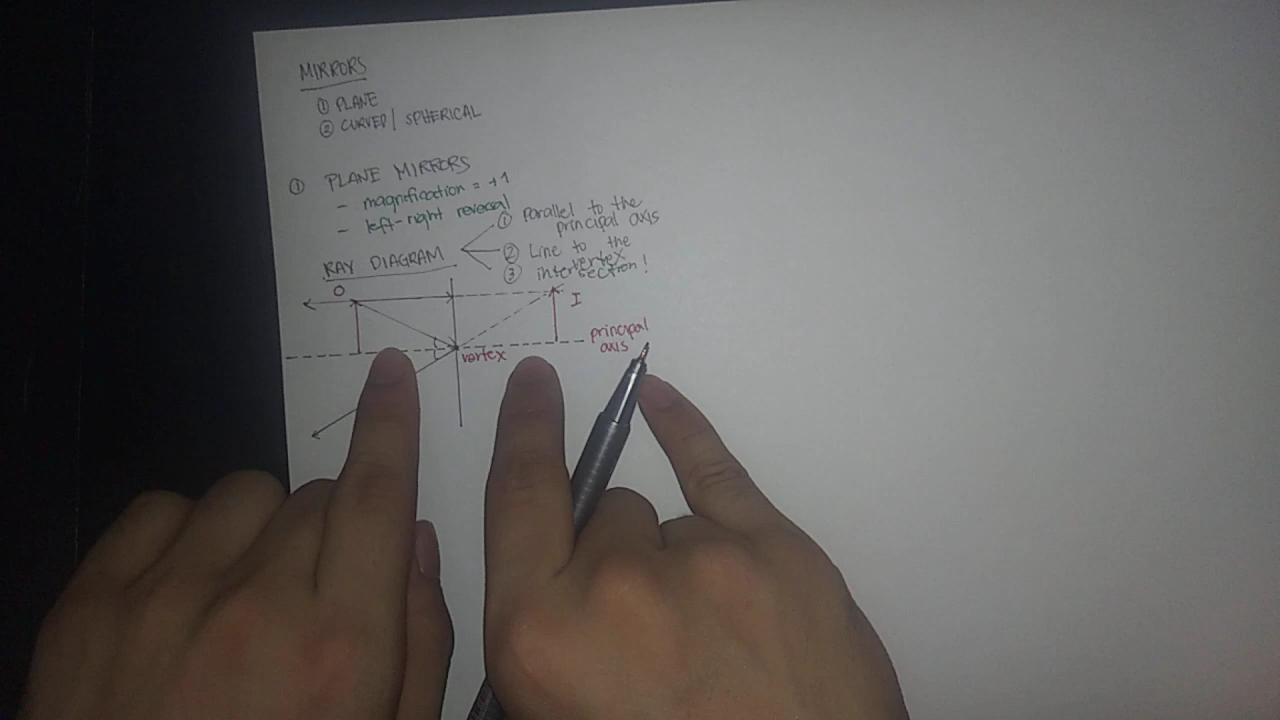 MIRRORS
① PLANE
② CURVED / SPHERICAL
① PLANE MIRRORS
- magnification = +1
- left-right reversal
RAY DIAGRAM
① Parallel to the
principal axis
② Line to the
vertex
③ intersection!
O
I
vertex
principal
axis